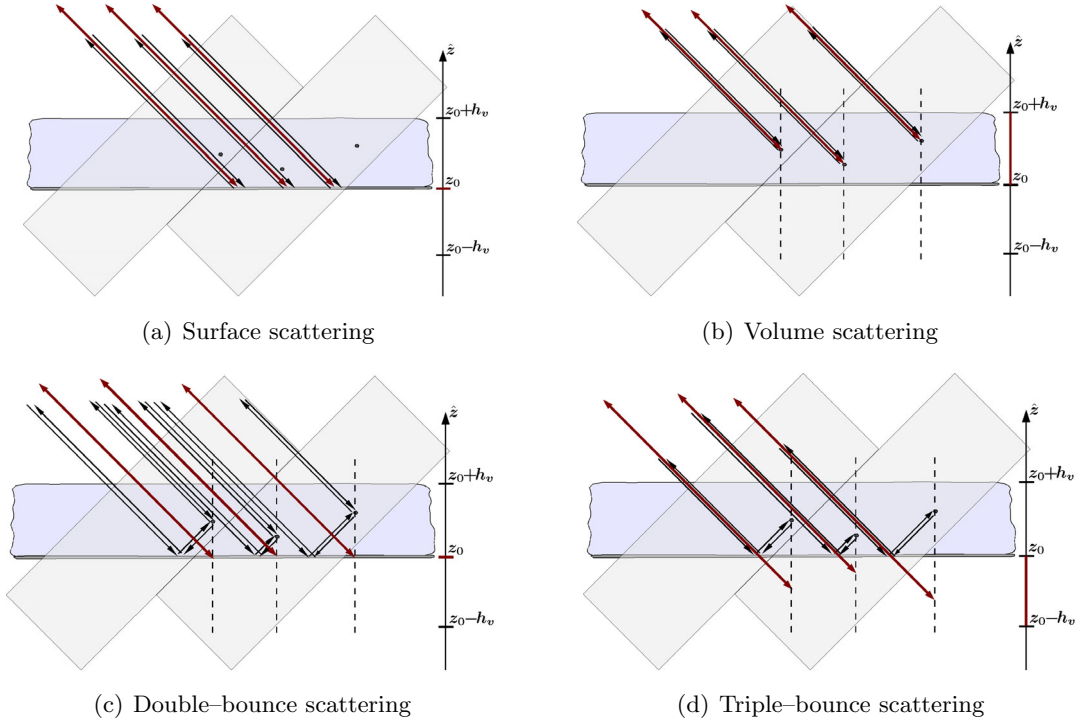 ẑ
z₀+hᵥ
z₀
z₀−hᵥ
(a) Surface scattering
ẑ
z₀+hᵥ
z₀
z₀−hᵥ
(b) Volume scattering
ẑ
z₀+hᵥ
z₀
z₀−hᵥ
(c) Double–bounce scattering
ẑ
z₀+hᵥ
z₀
z₀−hᵥ
(d) Triple–bounce scattering